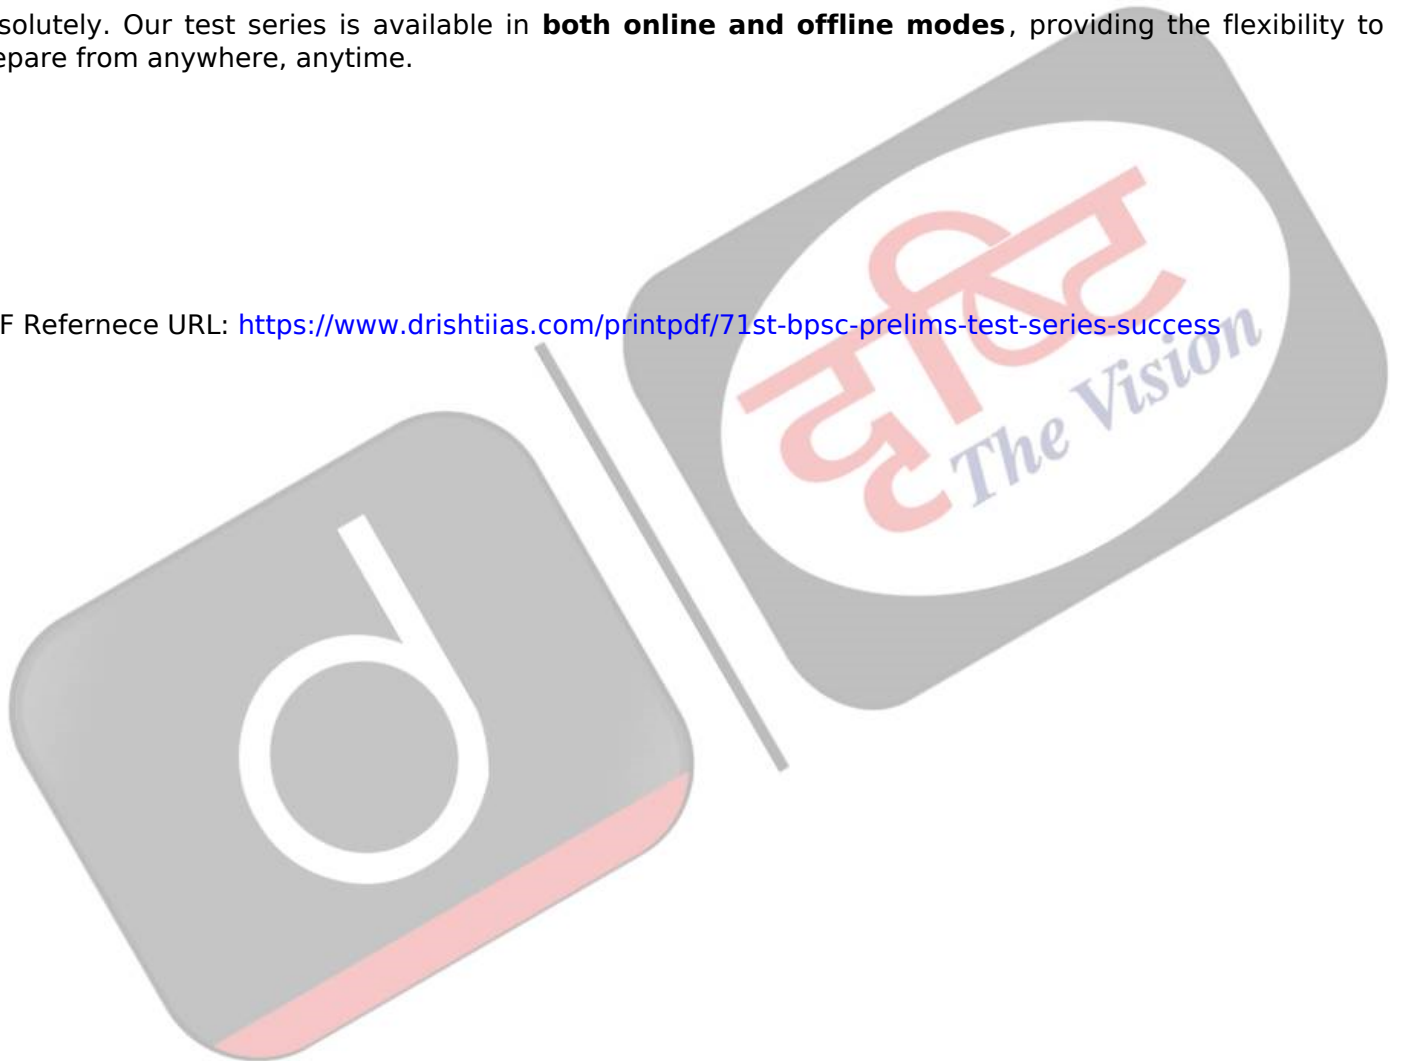 solutely. Our test series is available in both online and offline modes, providing the flexibility to
epare from anywhere, anytime.
F Refernece URL: https://www.drishtiias.com/printpdf/71st-bpsc-prelims-test-series-success
दृष्टि
The Vision
d